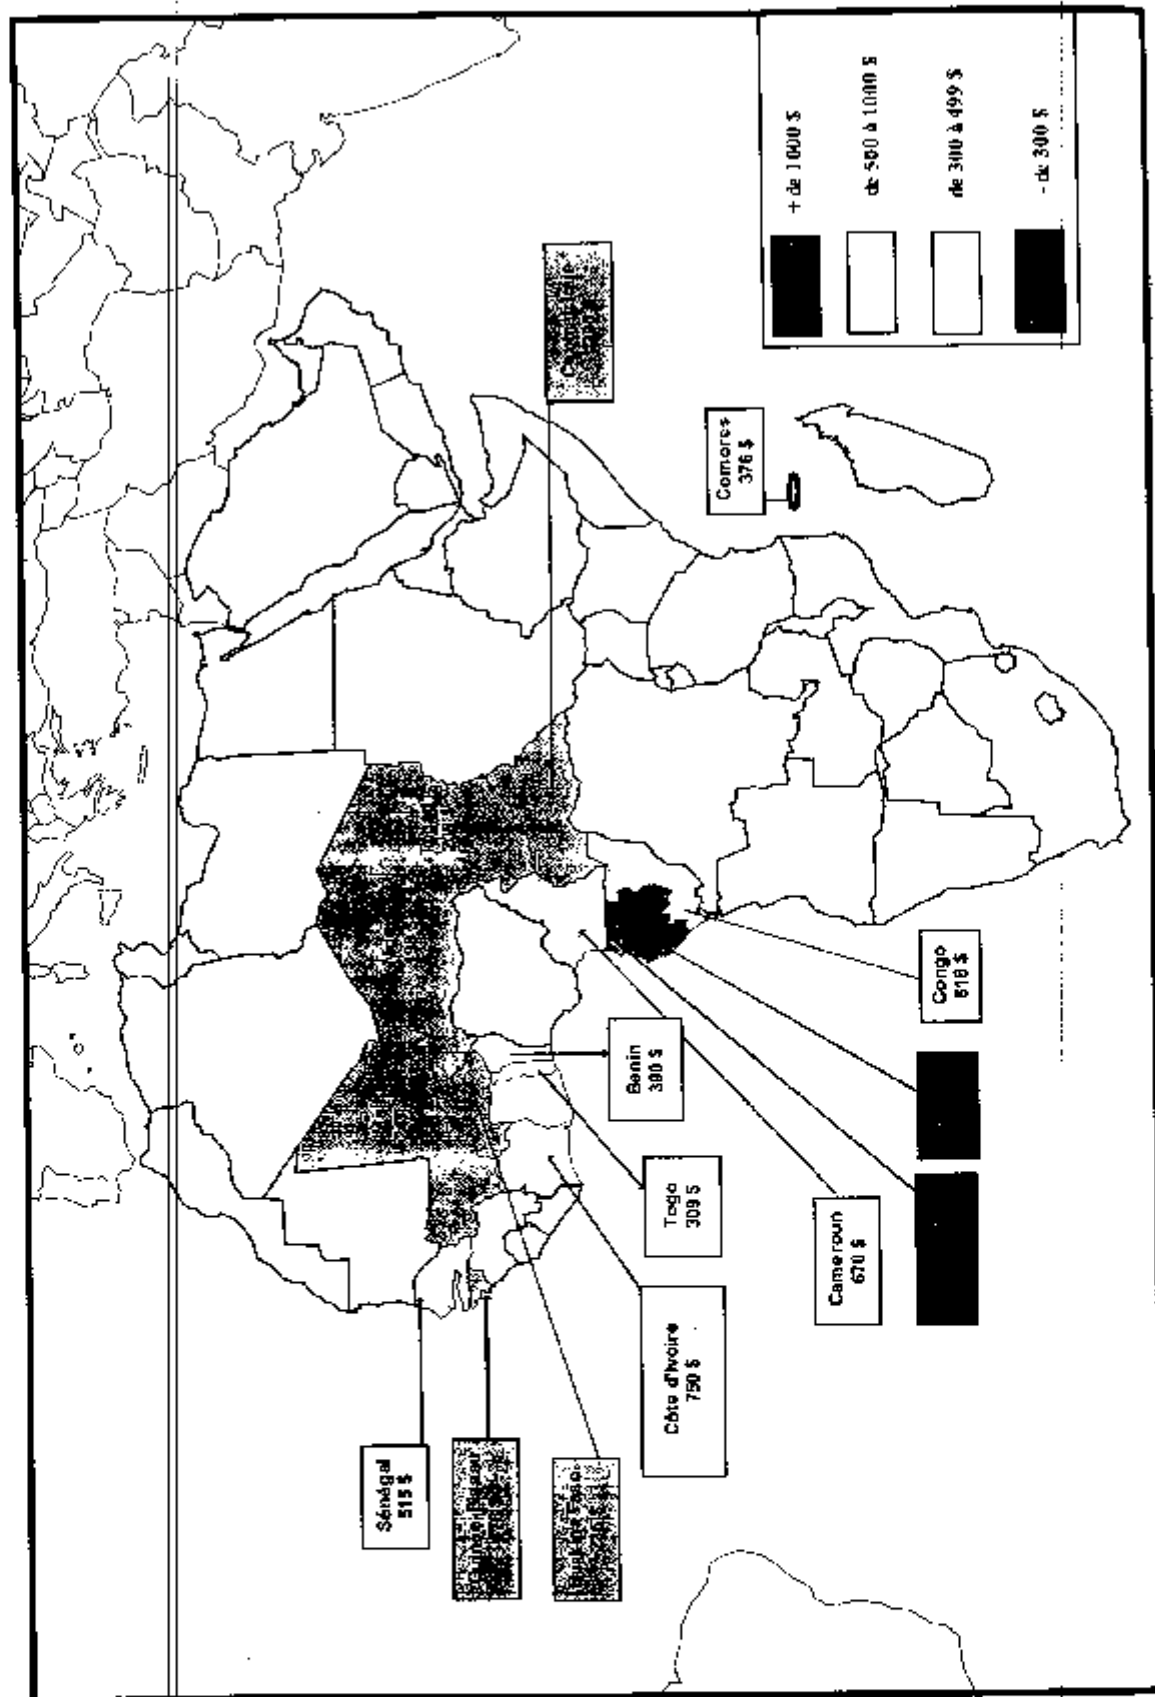 Sénégal
515 $
Côte d'Ivoire
750 $
Togo
309 $
Benin
380 $
Cameroun
670 $
Congo
618 $
Comores
376 $
+ de 1000 $
de 500 à 1000 $
de 300 à 499 $
- de 300 $